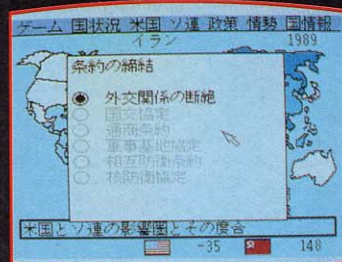 ゲーム 国状況 米国 ソ連 政策 情勢 国情報
イラン 1989
条約の締結
外交関係の断絶
国交協定
通商条約
軍事基地協定
相互防衛条約
核防衛協定
米国とソ連の影響圏とその度合
-35 148